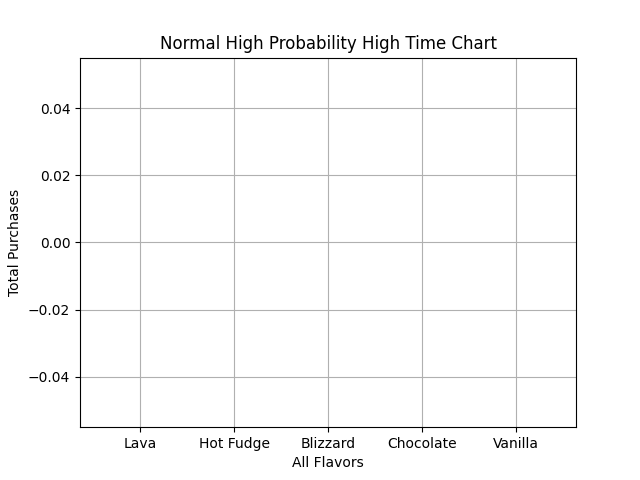 Normal High Probability High Time Chart
Total Purchases
0.04
0.02
0.00
−0.02
−0.04
Lava Hot Fudge Blizzard Chocolate Vanilla
All Flavors